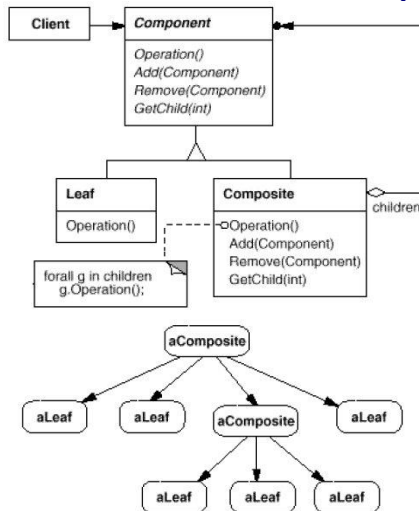 Client
Component
Operation()
Add(Component)
Remove(Component)
GetChild(int)
Leaf
Operation()
Composite
Operation()
Add(Component)
Remove(Component)
GetChild(int)
children
forall g in children
g.Operation();
aComposite
aLeaf
aLeaf
aComposite
aLeaf
aLeaf
aLeaf
aLeaf